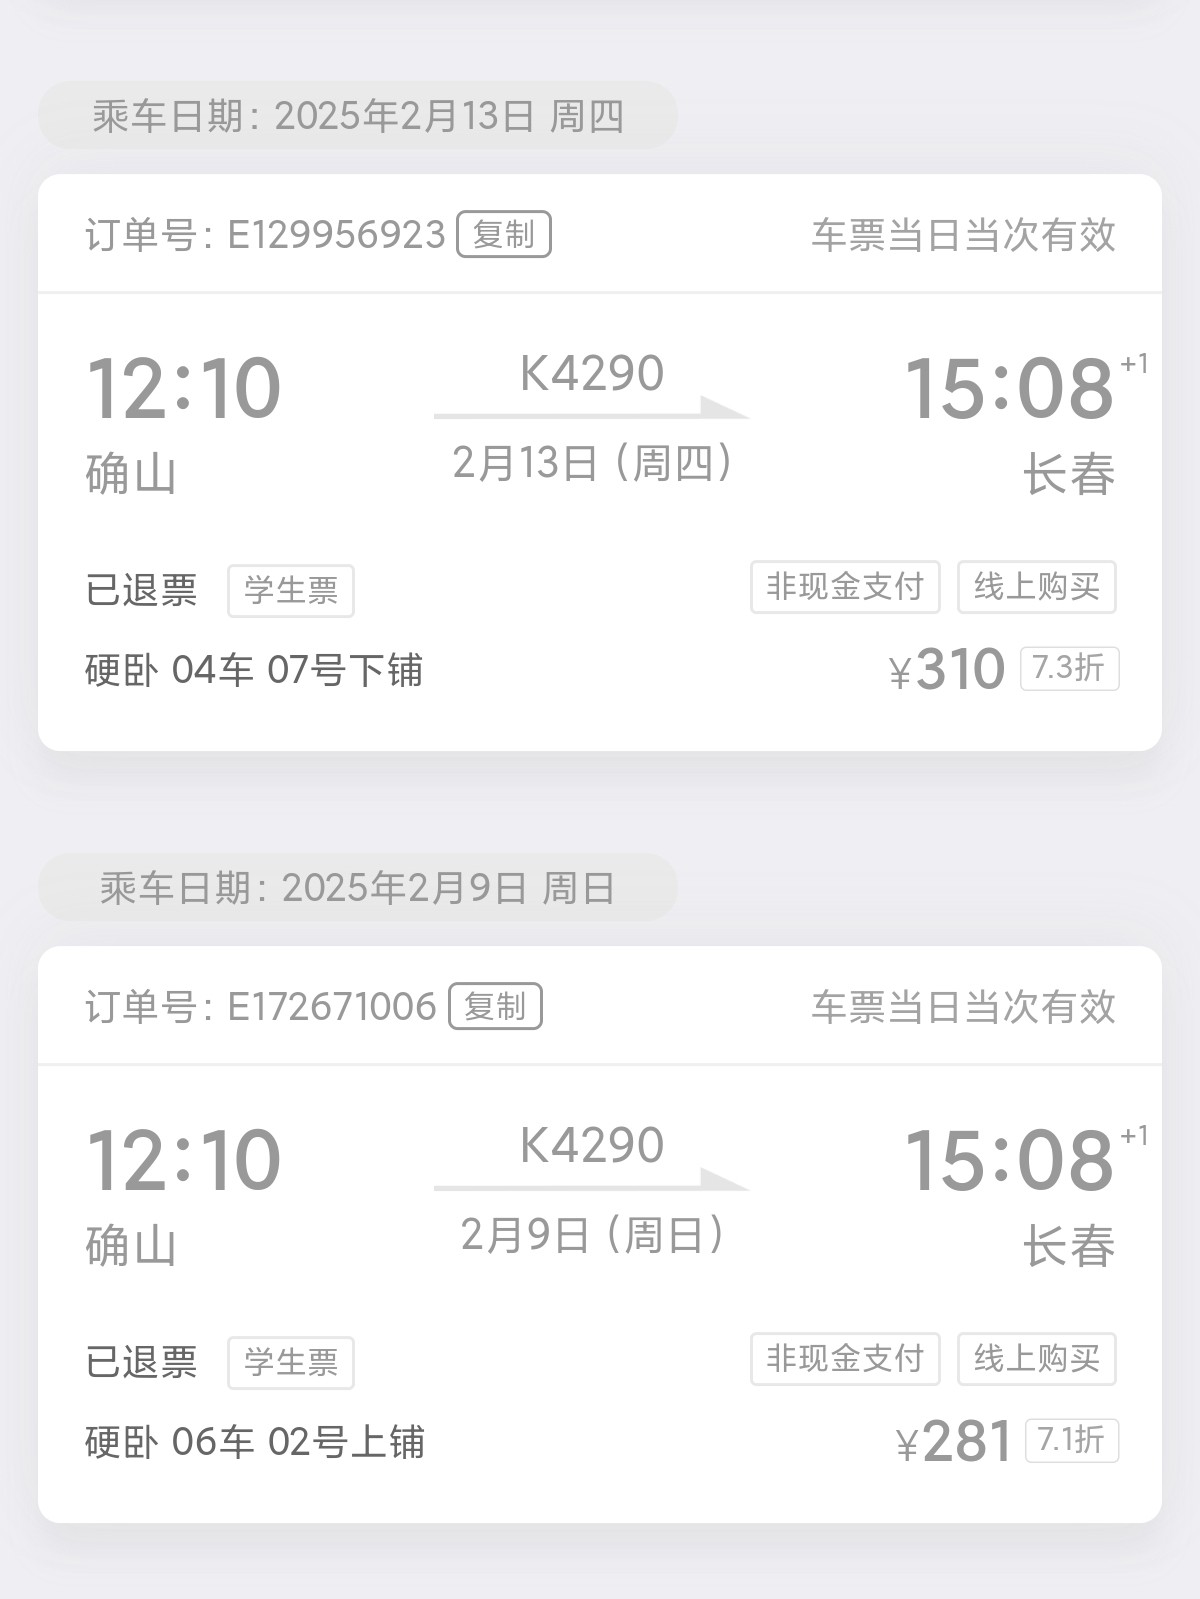 乘车日期：2025年2月13日 周四
订单号：E129956923 复制 车票当日当次有效
12:10 K4290 15:08 +1
确山 2月13日（周四） 长春
已退票 学生票 非现金支付 线上购买
硬卧 04车 07号下铺 ¥310 7.3折
乘车日期：2025年2月9日 周日
订单号：E172671006 复制 车票当日当次有效
12:10 K4290 15:08 +1
确山 2月9日（周日） 长春
已退票 学生票 非现金支付 线上购买
硬卧 06车 02号上铺 ¥281 7.1折